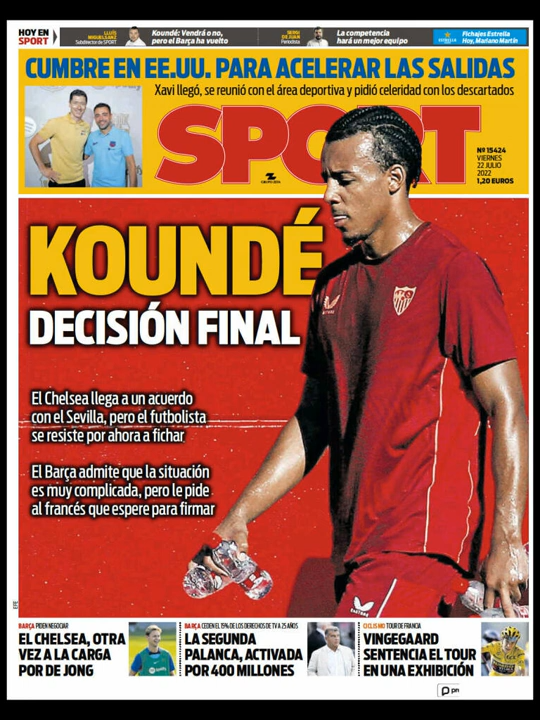 HOY EN
SPORT
LLUÍS
MIGUELSANZ
Subdirector de SPORT
Koundé: Vendrá o no,
pero el Barça ha vuelto
SERGI
DE JUAN
Periodista
La competencia
hará un mejor equipo
ESTRELLA
Fichajes Estrella
Hoy, Mariano Martín
CUMBRE EN EE.UU. PARA ACELERAR LAS SALIDAS
Xavi llegó, se reunió con el área deportiva y pidió celeridad con los descartados
SPORT
Nº 15424
VIERNES
22 JULIO
2022
1,20 EUROS
KOUNDÉ
DECISIÓN FINAL
El Chelsea llega a un acuerdo
con el Sevilla, pero el futbolista
se resiste por ahora a fichar
El Barça admite que la situación
es muy complicada, pero le pide
al francés que espere para firmar
EFE
BARÇA PIDEN NEGOCIAR
EL CHELSEA, OTRA
VEZ A LA CARGA
POR DE JONG
BARÇA CEDEN EL 15% DE LOS DERECHOS DE TV A 25 AÑOS
LA SEGUNDA
PALANCA, ACTIVADA
POR 400 MILLONES
CICLISMO TOUR DE FRANCIA
VINGEGAARD
SENTENCIA EL TOUR
EN UNA EXHIBICIÓN